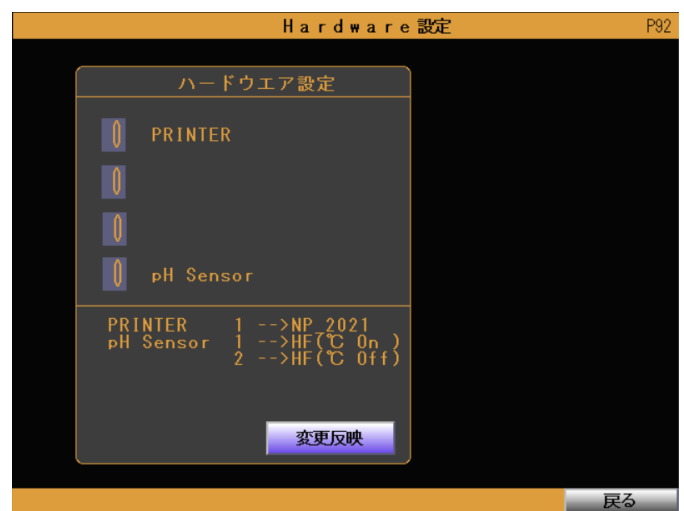 Hardware設定 P92
ハードウエア設定
0 PRINTER
0
0
0 pH Sensor
PRINTER 1 -->NP_2021
pH Sensor 1 -->HF(℃ On )
2 -->HF(℃ Off)
変更反映
戻る